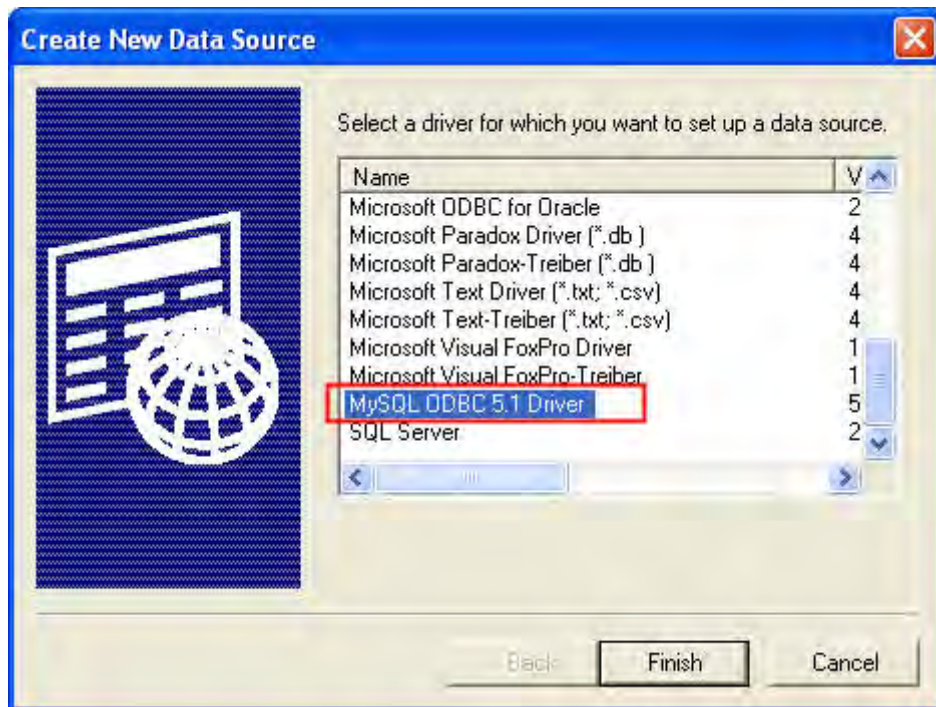 Create New Data Source
Select a driver for which you want to set up a data source.
Name V
Microsoft ODBC for Oracle 2
Microsoft Paradox Driver (*.db ) 4
Microsoft Paradox-Treiber (*.db ) 4
Microsoft Text Driver (*.txt; *.csv) 4
Microsoft Text-Treiber (*.txt; *.csv) 4
Microsoft Visual FoxPro Driver 1
Microsoft Visual FoxPro-Treiber 1
MySQL ODBC 5.1 Driver 5
SQL Server 2
Back Finish Cancel